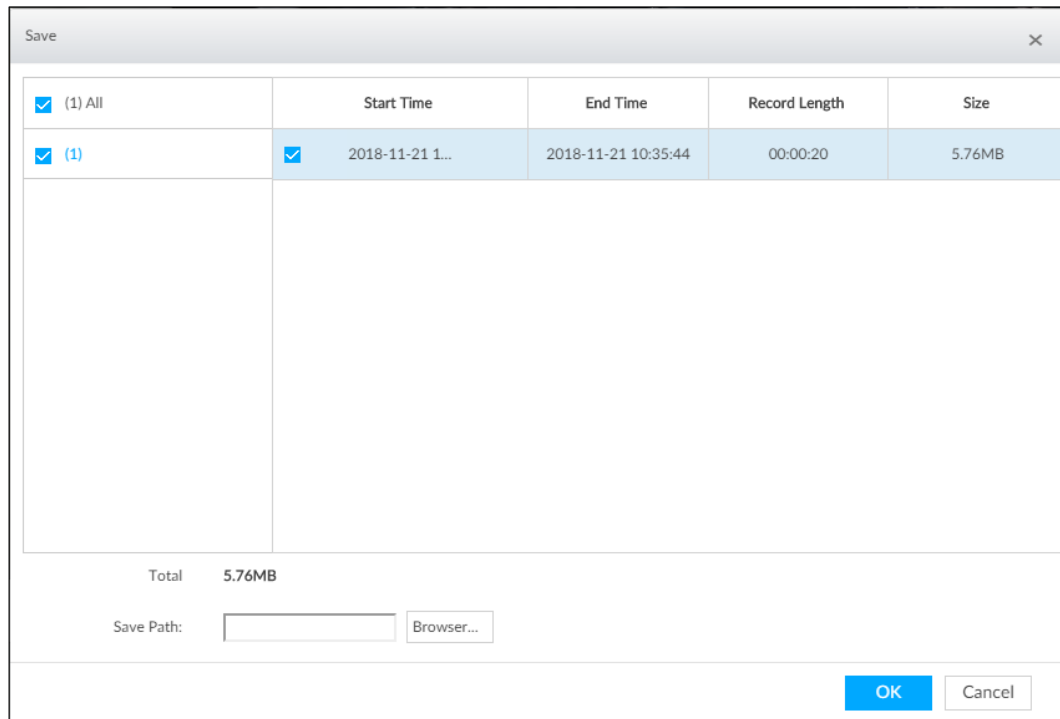 Save
(1) All Start Time End Time Record Length Size
(1) 2018-11-21 1... 2018-11-21 10:35:44 00:00:20 5.76MB
Total 5.76MB
Save Path: Browser...
OK Cancel